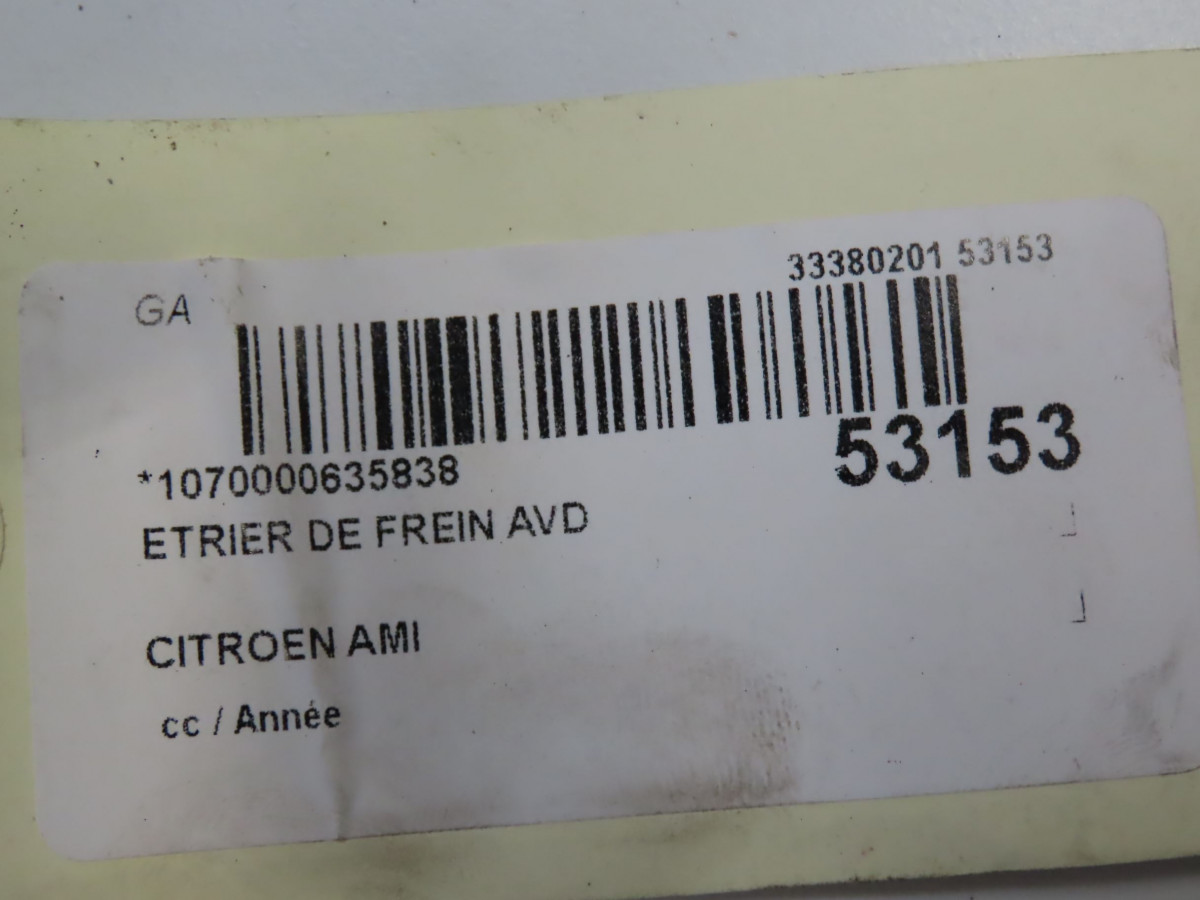 GA
33380201 53153
*1070000635838
53153
ETRIER DE FREIN AVD
CITROEN AMI
cc / Année